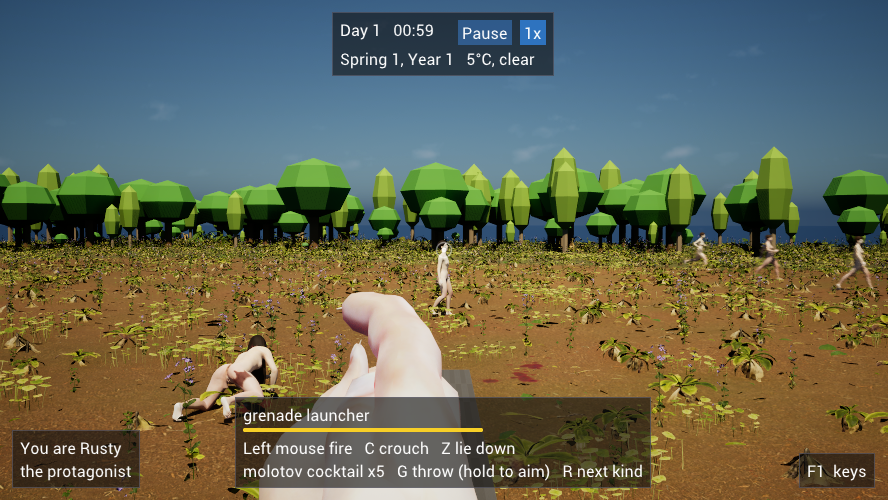 Day 1 00:59 Pause 1x
Spring 1, Year 1 5°C, clear
grenade launcher
Left mouse fire C crouch Z lie down
molotov cocktail x5 G throw (hold to aim) R next kind
You are Rusty
the protagonist
F1 keys